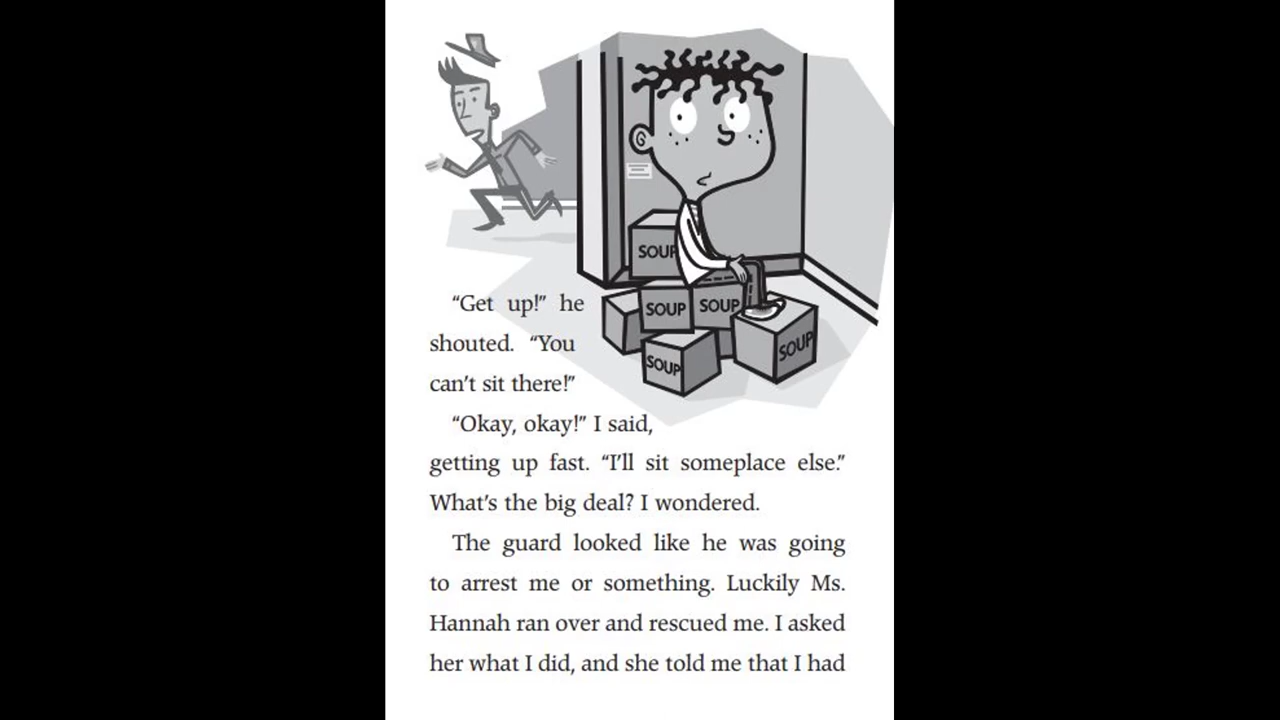 SOUP
SOUP
SOUP
SOUP
SOUP
“Get up!” he
shouted. “You
can’t sit there!”
“Okay, okay!” I said,
getting up fast. “I’ll sit someplace else.”
What’s the big deal? I wondered.
The guard looked like he was going
to arrest me or something. Luckily Ms.
Hannah ran over and rescued me. I asked
her what I did, and she told me that I had